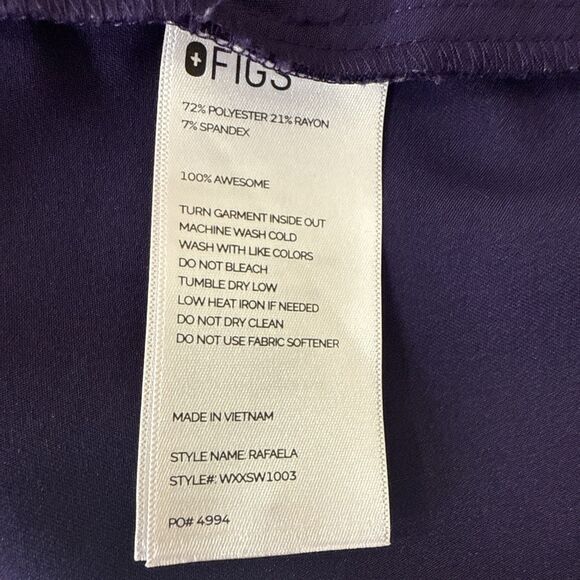 FIGS
72% POLYESTER 21% RAYON
7% SPANDEX
100% AWESOME
TURN GARMENT INSIDE OUT
MACHINE WASH COLD
WASH WITH LIKE COLORS
DO NOT BLEACH
TUMBLE DRY LOW
LOW HEAT IRON IF NEEDED
DO NOT DRY CLEAN
DO NOT USE FABRIC SOFTENER
MADE IN VIETNAM
STYLE NAME: RAFAELA
STYLE#: WXXSW1003
PO# 4994